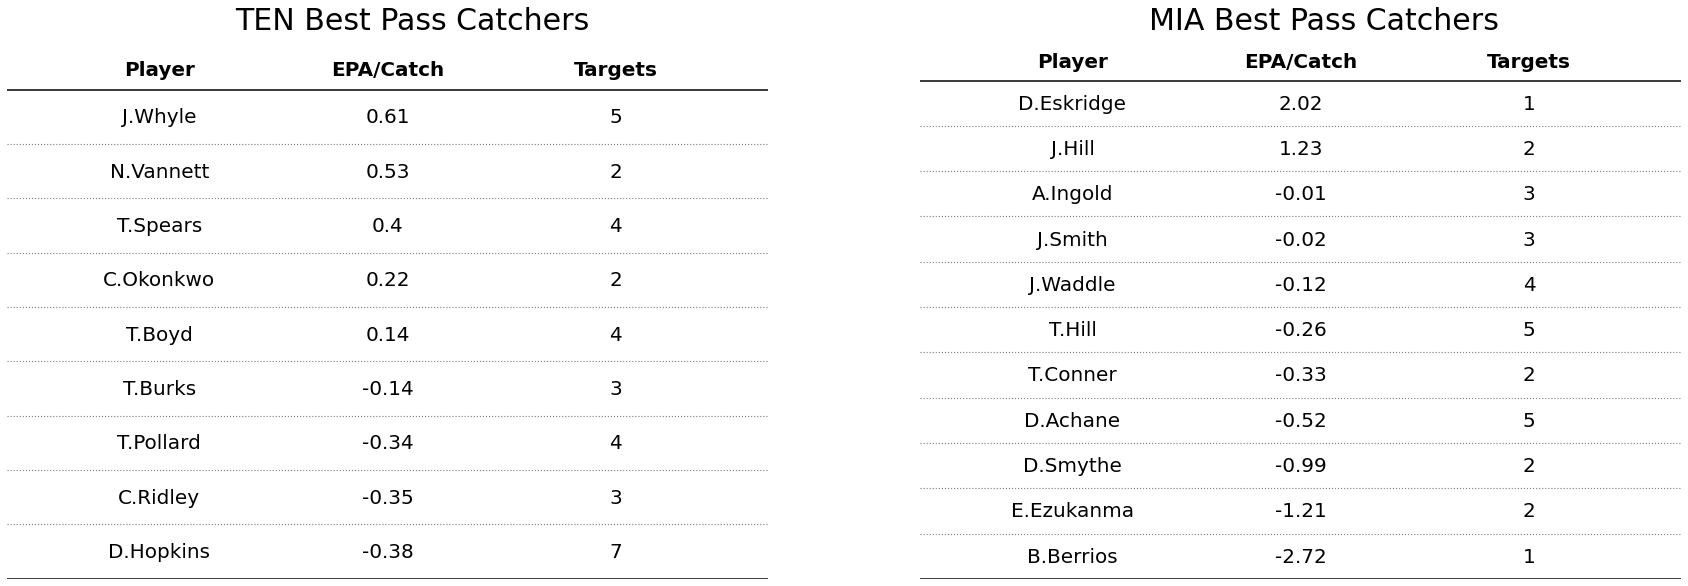 TEN Best Pass Catchers
Player EPA/Catch Targets
J.Whyle 0.61 5
N.Vannett 0.53 2
T.Spears 0.4 4
C.Okonkwo 0.22 2
T.Boyd 0.14 4
T.Burks -0.14 3
T.Pollard -0.34 4
C.Ridley -0.35 3
D.Hopkins -0.38 7
MIA Best Pass Catchers
Player EPA/Catch Targets
D.Eskridge 2.02 1
J.Hill 1.23 2
A.Ingold -0.01 3
J.Smith -0.02 3
J.Waddle -0.12 4
T.Hill -0.26 5
T.Conner -0.33 2
D.Achane -0.52 5
D.Smythe -0.99 2
E.Ezukanma -1.21 2
B.Berrios -2.72 1